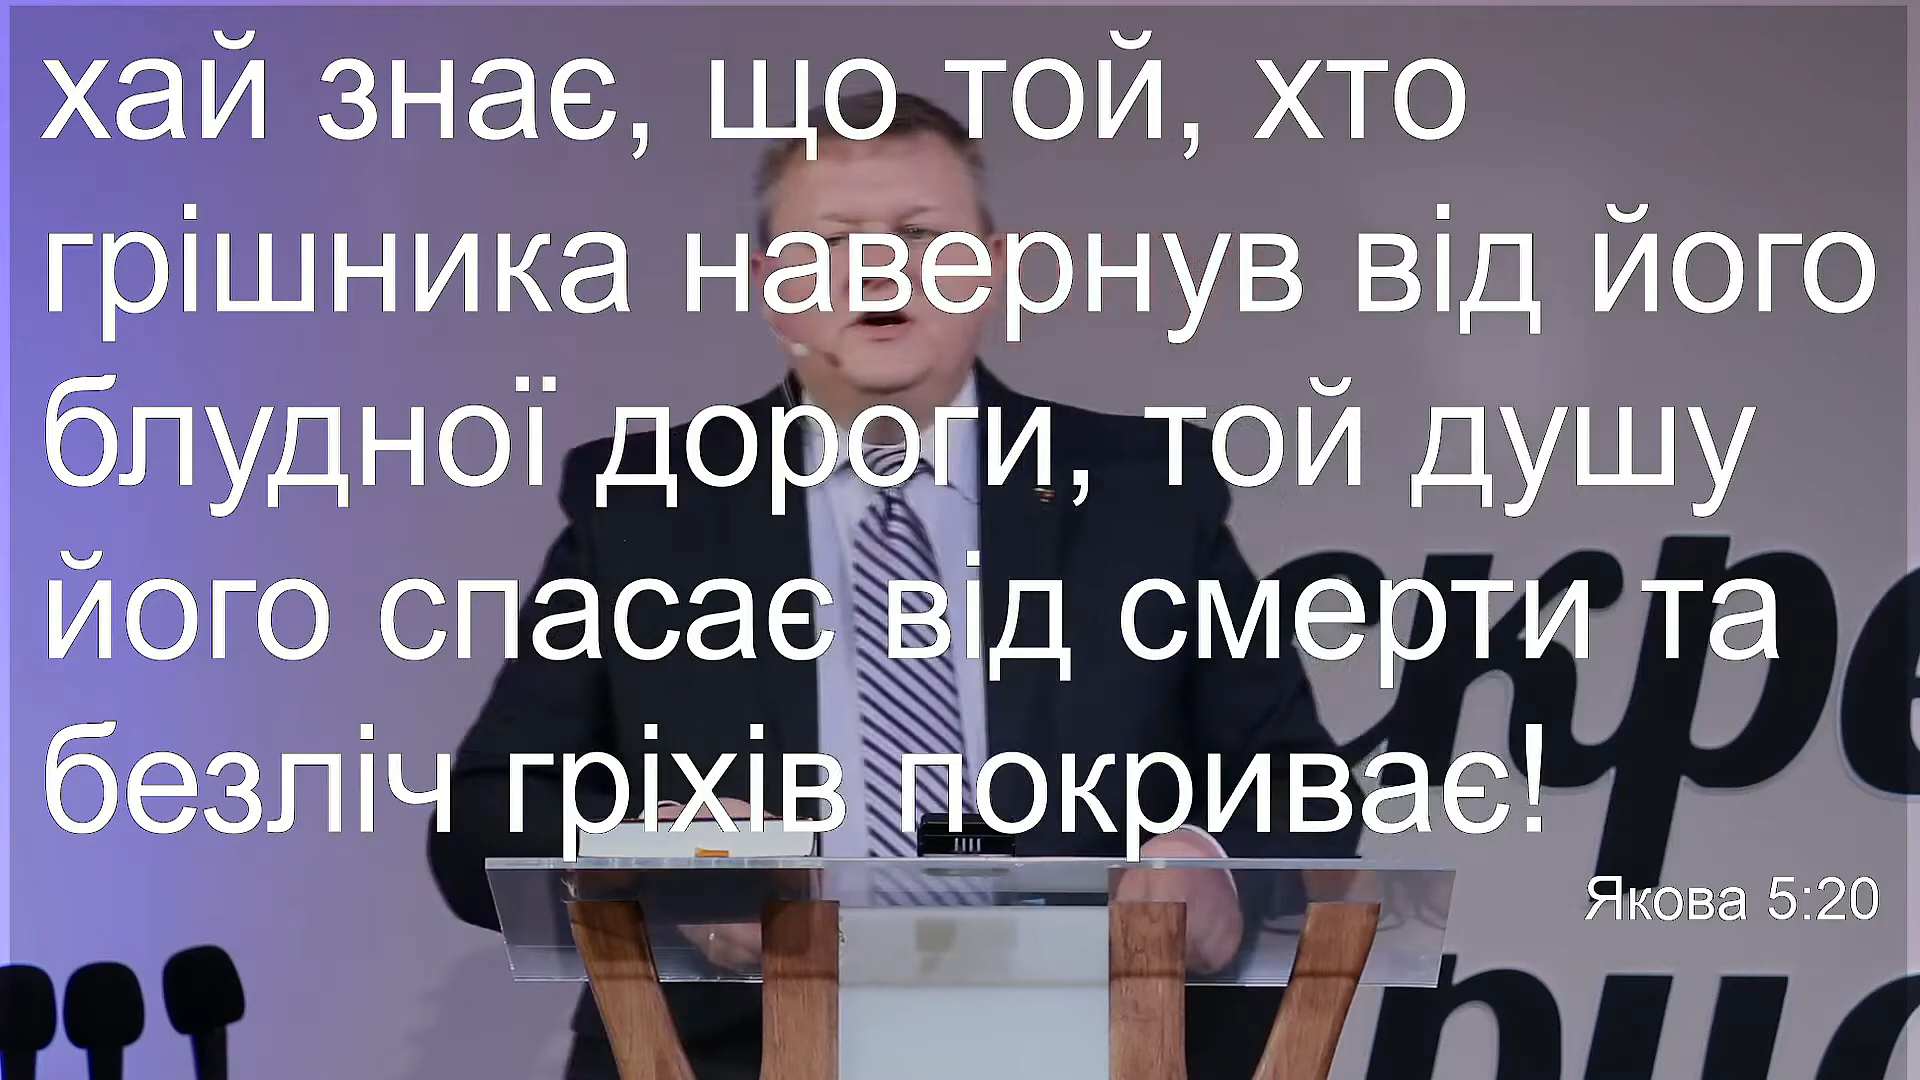 хай знає, що той, хто
грішника навернув від його
блудної дороги, той душу
його спасає від смерти та
безліч гріхів покриває!
Якова 5:20